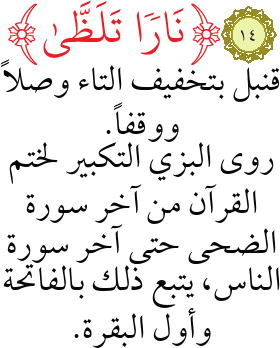 ١٤ ﴿نَارًا تَلَظَّىٰ﴾
قنبل بتخفيف التاء وصلاً
ووقفاً.
روى البزي التكبير لختم
القرآن من آخر سورة
الضحى حتى آخر سورة
الناس، يتبع ذلك بالفاتحة
وأول البقرة.